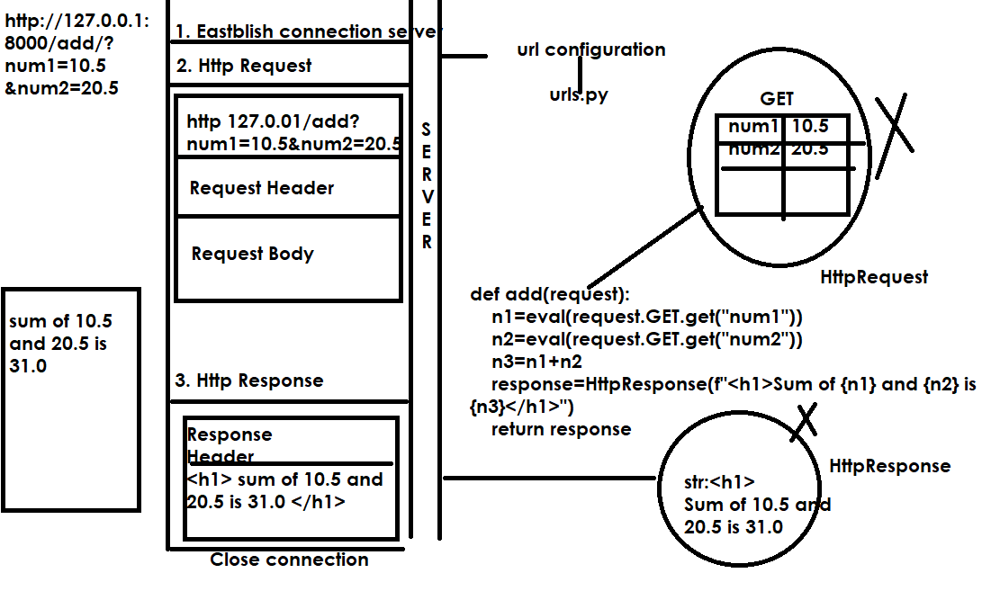 http://127.0.0.1:
8000/add/?
num1=10.5
&num2=20.5
1. Eastblish connection server
2. Http Request
http 127.0.01/add?
num1=10.5&num2=20.5
Request Header
Request Body
3. Http Response
Response
Header
<h1> sum of 10.5 and
20.5 is 31.0 </h1>
Close connection
sum of 10.5
and 20.5 is
31.0
S
E
R
V
E
R
url configuration
urls.py
GET
num1 10.5
num2 20.5
HttpRequest
def add(request):
n1=eval(request.GET.get("num1"))
n2=eval(request.GET.get("num2"))
n3=n1+n2
response=HttpResponse(f"<h1>Sum of {n1} and {n2} is
{n3}</h1>")
return response
HttpResponse
str:<h1>
Sum of 10.5 and
20.5 is 31.0